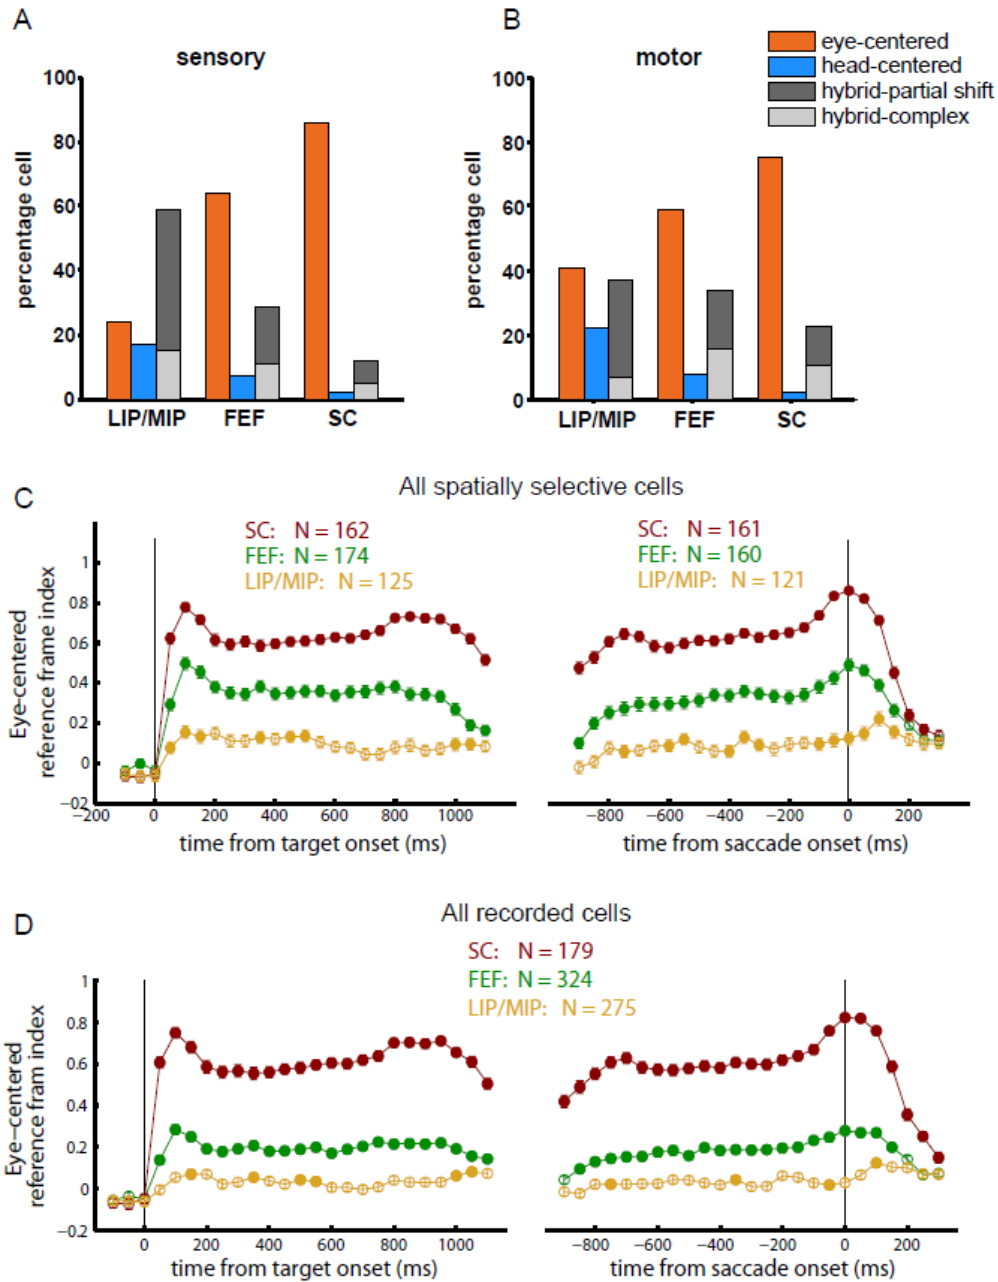 A
B
sensory
motor
eye-centered
head-centered
hybrid-partial shift
hybrid-complex
percentage cell
100
80
60
40
20
0
LIP/MIP FEF SC
percentage cell
100
80
60
40
20
0
LIP/MIP FEF SC
C
All spatially selective cells
SC: N = 162
FEF: N = 174
LIP/MIP: N = 125
SC: N = 161
FEF: N = 160
LIP/MIP: N = 121
Eye-centered
reference frame index
1
0.8
0.6
0.4
0.2
0
−02
−200 0 200 400 600 800 1000
time from target onset (ms)
−800 −600 −400 −200 0 200
time from saccade onset (ms)
D
All recorded cells
SC: N = 179
FEF: N = 324
LIP/MIP: N = 275
Eye−centered
reference fram index
1
0.8
0.6
0.4
0.2
0
−0.2
0 200 400 600 800 1000
time from target onset (ms)
−800 −600 −400 −200 0 200
time from saccade onset (ms)